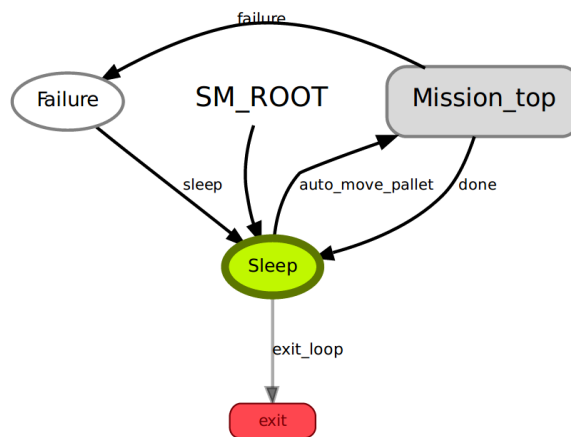 failure
Failure
SM_ROOT
Mission_top
sleep
auto_move_pallet
done
Sleep
exit_loop
exit